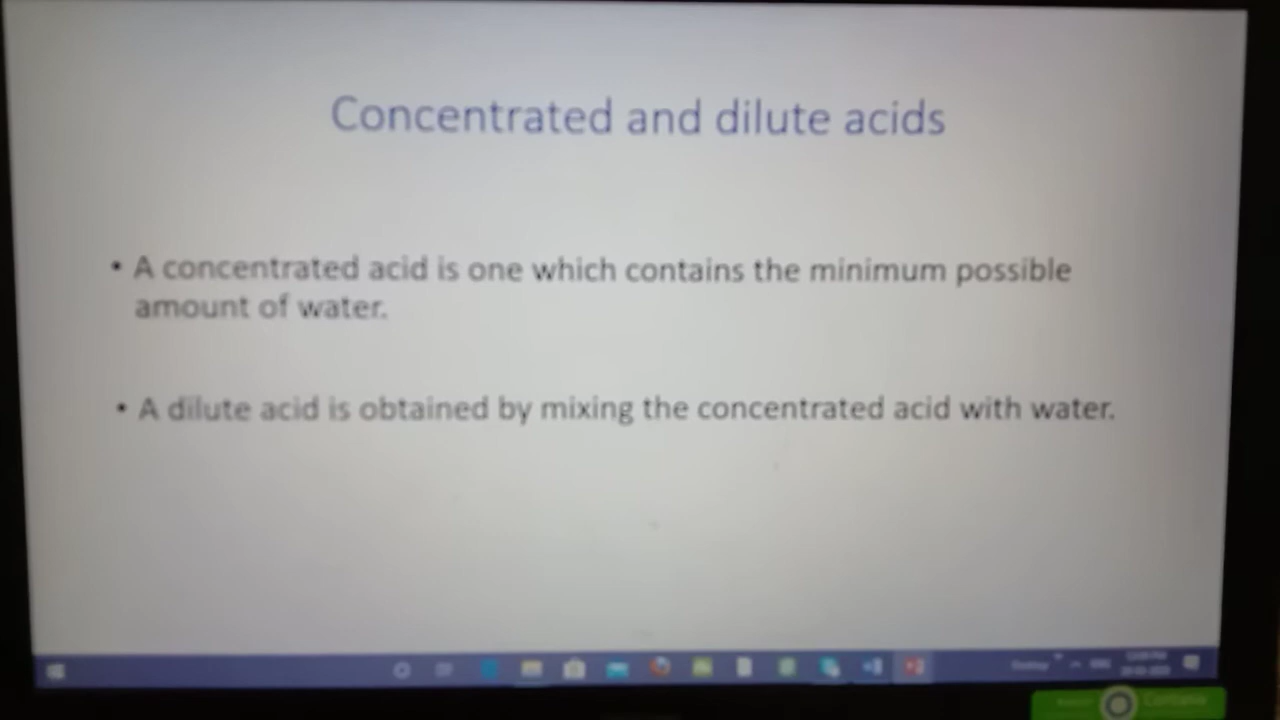 Concentrated and dilute acids
• A concentrated acid is one which contains the minimum possible
amount of water.
• A dilute acid is obtained by mixing the concentrated acid with water.